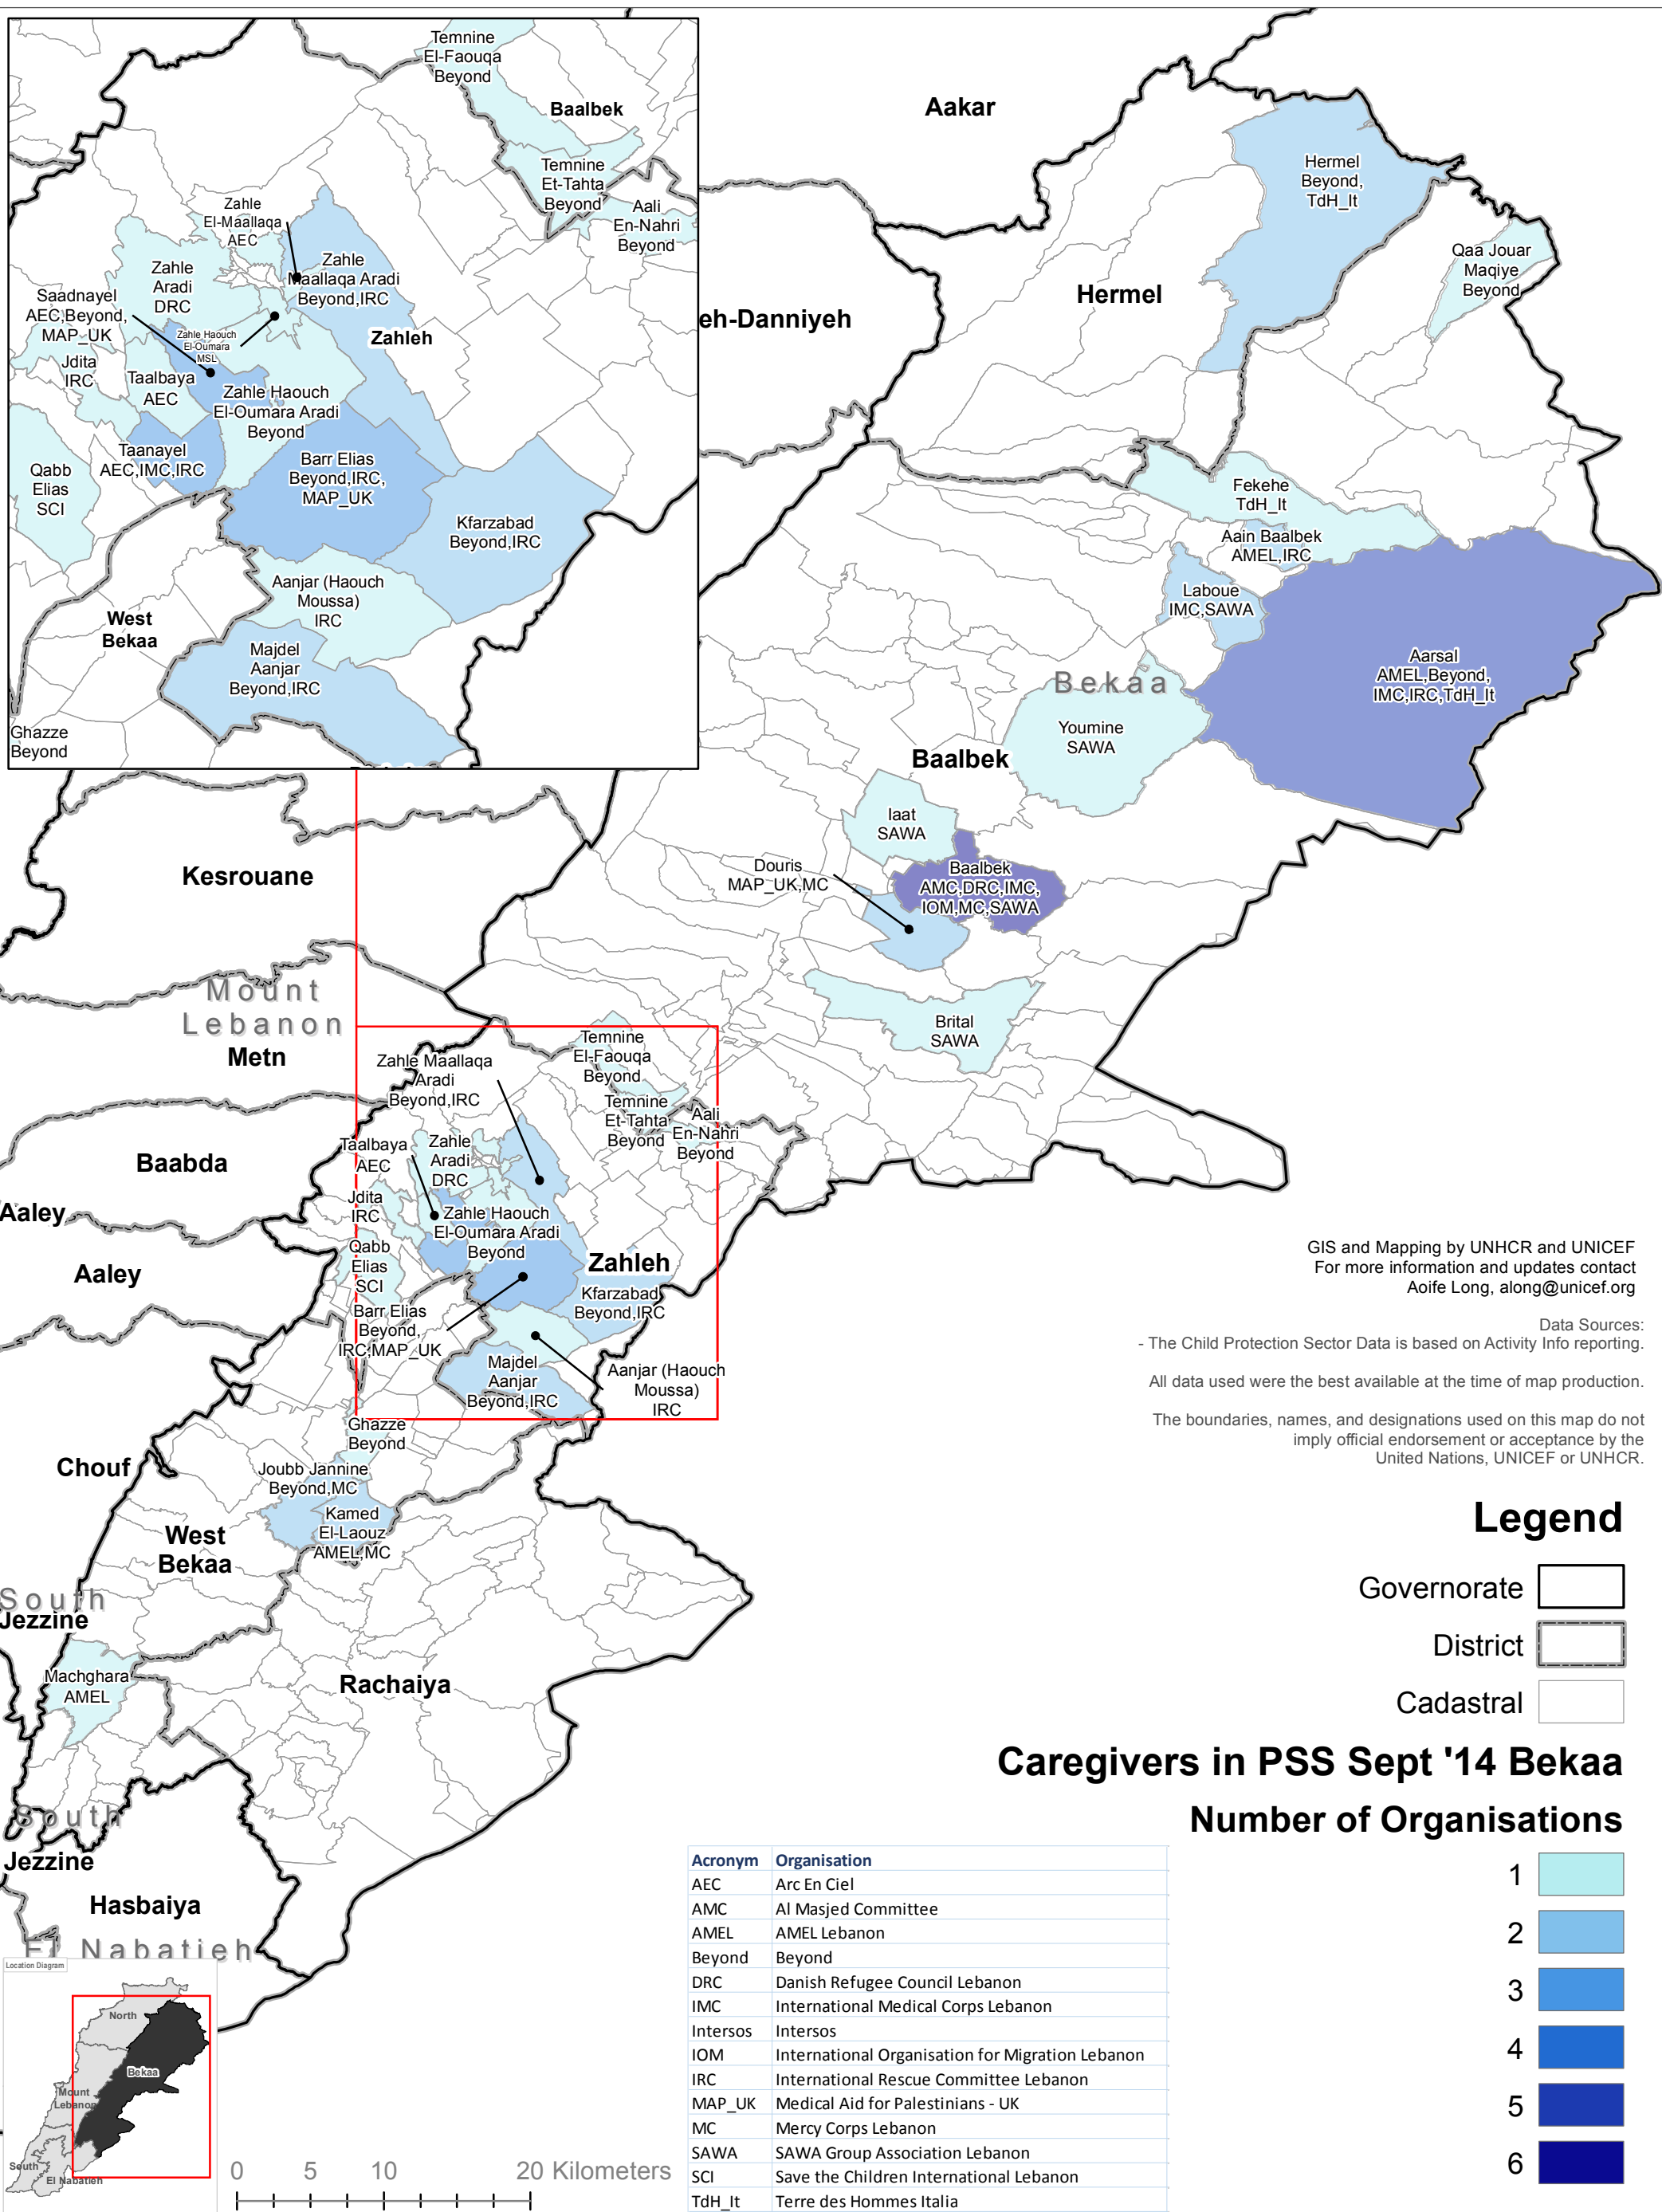 Temnine
El-Faouqa
Beyond
Baalbek
Temnine
Et-Tahta
Beyond
Aali
En-Nahri
Beyond
Zahle
El-Maallaqa
AEC
Zahle
Maallaqa Aradi
Beyond,IRC
Zahle
Aradi
DRC
Saadnayel
AEC,Beyond,
MAP_UK
Zahle Haouch
El-Oumara
MSL
Zahleh
Jdita
IRC
Taalbaya
AEC
Zahle Haouch
El-Oumara Aradi
Beyond
Taanayel
AEC,IMC,IRC
Barr Elias
Beyond,IRC,
MAP_UK
Qabb
Elias
SCI
Kfarzabad
Beyond,IRC
Aanjar (Haouch
Moussa)
IRC
West
Bekaa
Majdel
Aanjar
Beyond,IRC
Ghazze
Beyond
Aakar
Hermel
Beyond,
TdH_It
Qaa Jouar
Maqiye
Beyond
Hermel
eh-Danniyeh
Fekehe
TdH_It
Aain Baalbek
AMEL,IRC
Laboue
IMC,SAWA
Aarsal
AMEL,Beyond,
IMC,IRC,TdH_It
Bekaa
Youmine
SAWA
Baalbek
Iaat
SAWA
Douris
MAP_UK,MC
Baalbek
AMC,DRC,IMC,
IOM,MC,SAWA
Brital
SAWA
Kesrouane
Mount
Lebanon
Metn
Zahle Maallaqa
Aradi
Beyond,IRC
Temnine
El-Faouqa
Beyond
Temnine
Et-Tahta
Beyond
Aali
En-Nahri
Beyond
Taalbaya
AEC
Zahle
Aradi
DRC
Baabda
Jdita
IRC
Aaley
Zahle Haouch
El-Oumara Aradi
Beyond
Qabb
Elias
SCI
Zahleh
Aaley
Kfarzabad
Beyond,IRC
Barr Elias
Beyond,
IRC,MAP_UK
Majdel
Aanjar
Beyond,IRC
Aanjar (Haouch
Moussa)
IRC
Ghazze
Beyond
Chouf
Joubb Jannine
Beyond,MC
Kamed
El-Laouz
AMEL,MC
West
Bekaa
South
Jezzine
Machghara
AMEL
Rachaiya
South
Jezzine
Hasbaiya
El Nabatieh
GIS and Mapping by UNHCR and UNICEF
For more information and updates contact
Aoife Long, along@unicef.org
Data Sources:
- The Child Protection Sector Data is based on Activity Info reporting.
All data used were the best available at the time of map production.
The boundaries, names, and designations used on this map do not
imply official endorsement or acceptance by the
United Nations, UNICEF or UNHCR.
Legend
Governorate
District
Cadastral
Caregivers in PSS Sept '14 Bekaa
Number of Organisations
1
2
3
4
5
6
Acronym Organisation
AEC Arc En Ciel
AMC Al Masjed Committee
AMEL AMEL Lebanon
Beyond Beyond
DRC Danish Refugee Council Lebanon
IMC International Medical Corps Lebanon
Intersos Intersos
IOM International Organisation for Migration Lebanon
IRC International Rescue Committee Lebanon
MAP_UK Medical Aid for Palestinians - UK
MC Mercy Corps Lebanon
SAWA SAWA Group Association Lebanon
SCI Save the Children International Lebanon
TdH_It Terre des Hommes Italia
Location Diagram
North
Bekaa
Mount
Lebanon
South
El Nabatieh
0 5 10 20 Kilometers